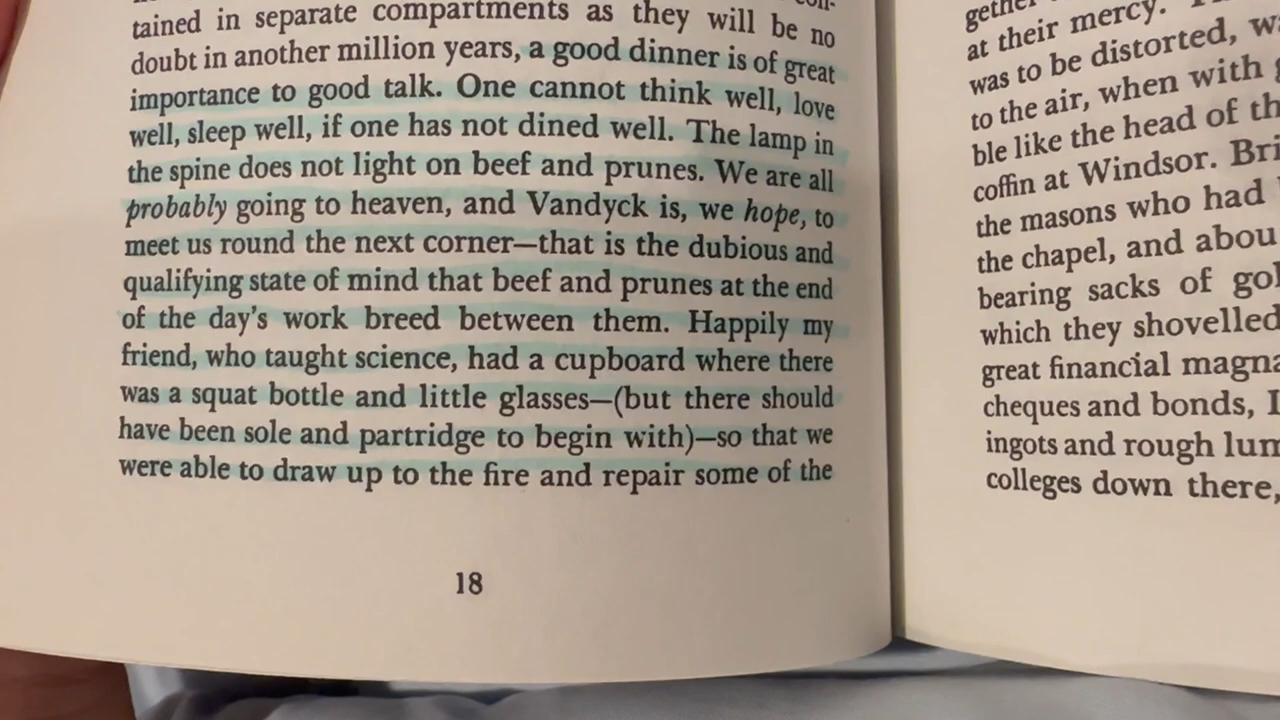 tained in separate compartments as they will be no
doubt in another million years, a good dinner is of great
importance to good talk. One cannot think well, love
well, sleep well, if one has not dined well. The lamp in
the spine does not light on beef and prunes. We are all
probably going to heaven, and Vandyck is, we hope, to
meet us round the next corner—that is the dubious and
qualifying state of mind that beef and prunes at the end
of the day's work breed between them. Happily my
friend, who taught science, had a cupboard where there
was a squat bottle and little glasses—(but there should
have been sole and partridge to begin with)—so that we
were able to draw up to the fire and repair some of the
18
at their mercy.
was to be distorted,
to the air, when with
ble like the head of
coffin at Windsor.
the masons who had
the chapel, and
bearing sacks of
which they shovelled
great financial
cheques and bonds, I
ingots and rough
colleges down there,